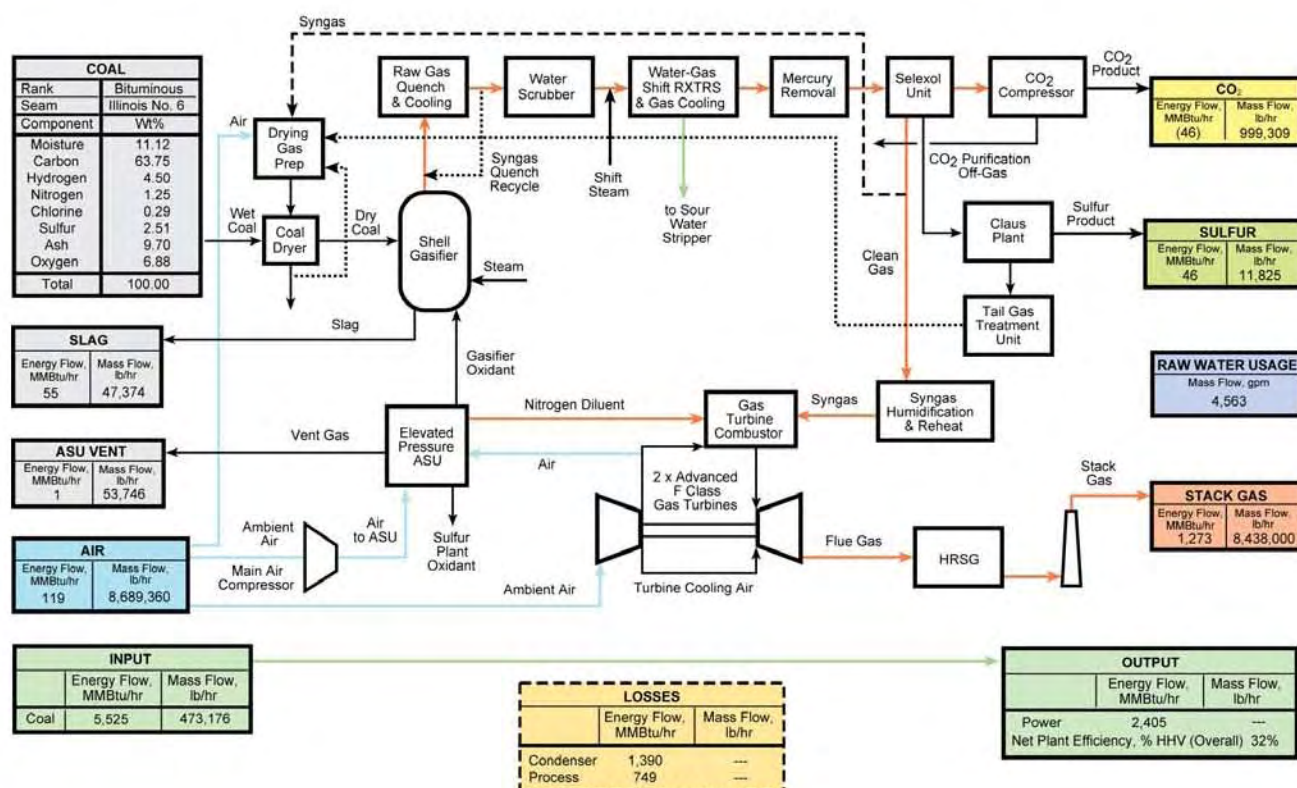 Syngas
COAL
Rank Bituminous
Seam Illinois No. 6
Component Wt%
Moisture 11.12
Carbon 63.75
Hydrogen 4.50
Nitrogen 1.25
Chlorine 0.29
Sulfur 2.51
Ash 9.70
Oxygen 6.88
Total 100.00
Air
Drying
Gas
Prep
Wet
Coal
Coal
Dryer
Dry
Coal
Raw Gas
Quench
& Cooling
Syngas
Quench
Recycle
Water
Scrubber
Shift
Steam
Water-Gas
Shift RXTRS
& Gas Cooling
to Sour
Water
Stripper
Mercury
Removal
Selexol
Unit
CO2
Compressor
CO2
Product
CO2 Purification
Off-Gas
CO2
Energy Flow, Mass Flow,
MMBtu/hr lb/hr
(46) 999,309
Shell
Gasifier
Steam
Slag
Gasifier
Oxidant
Clean
Gas
Claus
Plant
Sulfur
Product
Tail Gas
Treatment
Unit
SULFUR
Energy Flow, Mass Flow,
MMBtu/hr lb/hr
46 11,825
SLAG
Energy Flow, Mass Flow,
MMBtu/hr lb/hr
55 47,374
RAW WATER USAGE
Mass Flow, gpm
4,563
Nitrogen Diluent
Gas
Turbine
Combustor
Syngas
Syngas
Humidification
& Reheat
Vent Gas
Elevated
Pressure
ASU
Air
ASU VENT
Energy Flow, Mass Flow,
MMBtu/hr lb/hr
1 53,746
2 x Advanced
F Class
Gas Turbines
Stack
Gas
STACK GAS
Energy Flow, Mass Flow,
MMBtu/hr lb/hr
1,273 8,438,000
AIR
Energy Flow, Mass Flow,
MMBtu/hr lb/hr
119 8,689,360
Ambient
Air
Main Air
Compressor
Air
to ASU
Sulfur
Plant
Oxidant
Ambient Air
Turbine Cooling Air
Flue Gas
HRSG
INPUT
Energy Flow, Mass Flow,
MMBtu/hr lb/hr
Coal 5,525 473,176
LOSSES
Energy Flow, Mass Flow,
MMBtu/hr lb/hr
Condenser 1,390 ---
Process 749 ---
OUTPUT
Energy Flow, Mass Flow,
MMBtu/hr lb/hr
Power 2,405 ---
Net Plant Efficiency, % HHV (Overall) 32%